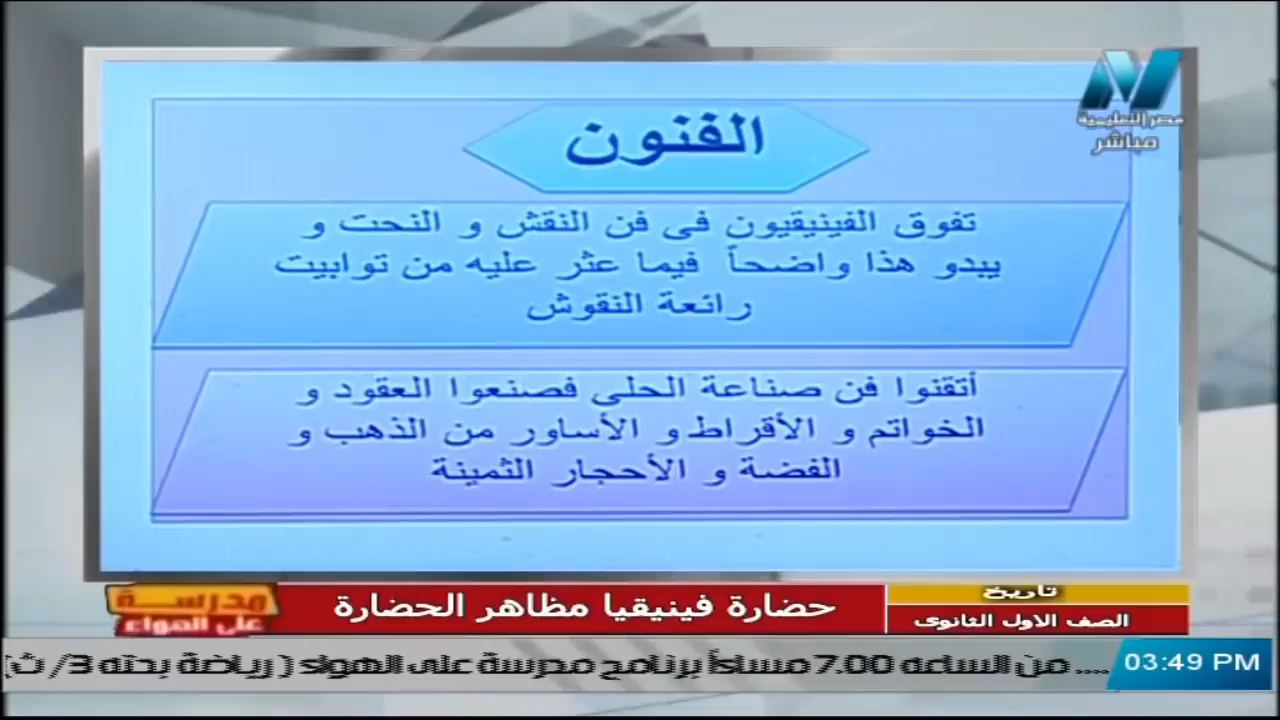 مصر التعليمية
مباشر
الفنون
تفوق الفينيقيون فى فن النقش و النحت و
يبدو هذا واضحاً فيما عثر عليه من توابيت
رائعة النقوش
أتقنوا فن صناعة الحلى فصنعوا العقود و
الخواتم و الأقراط و الأساور من الذهب و
الفضة و الأحجار الثمينة
تاريخ
الصف الاول الثانوى
حضارة فينيقيا مظاهر الحضارة
مدرسة
على الهواء
03:49 PM
.... من الساعه 7.00 مساءاً برنامج مدرسة على الهواء ( رياضة بحته 3/ ث)